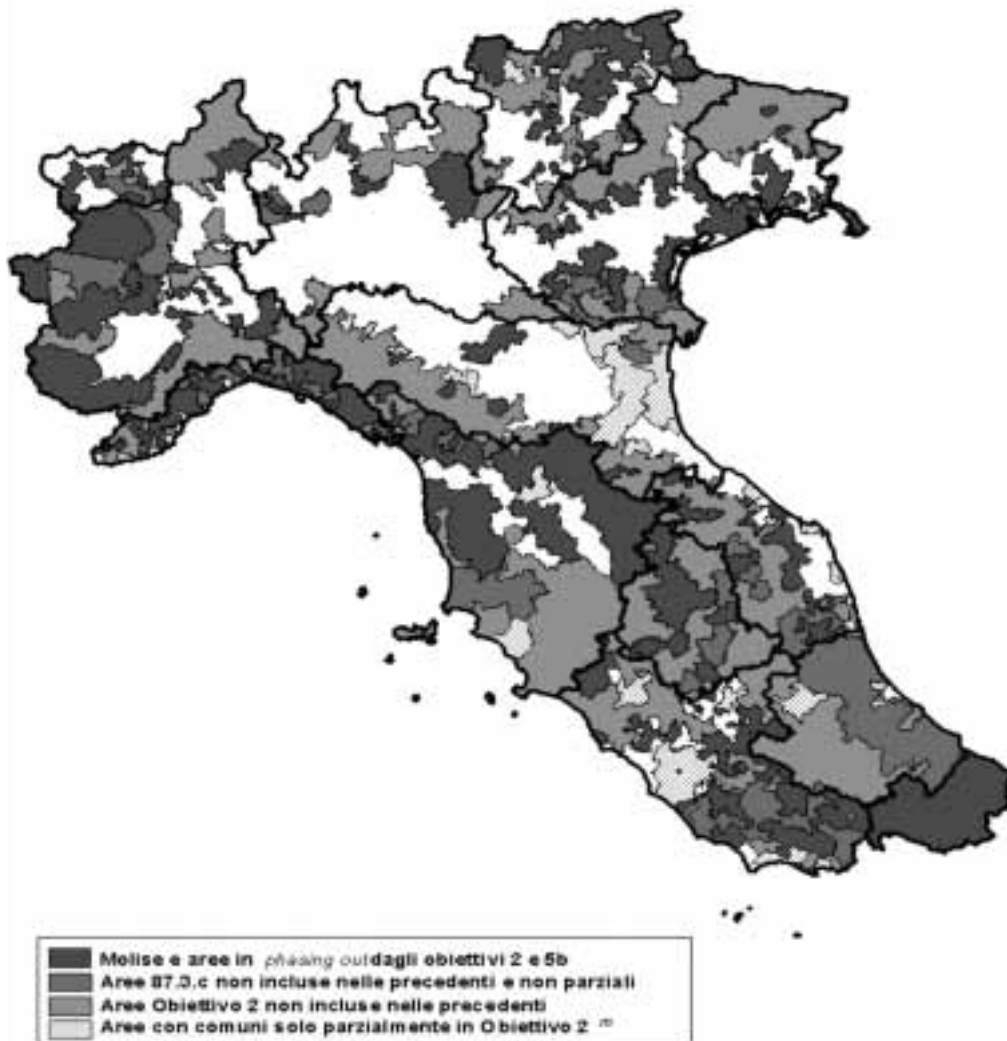 Molise e aree in phasing out dagli obiettivi 2 e 5b
Aree 87.3.c non incluse nelle precedenti e non parziali
Aree Obiettivo 2 non incluse nelle precedenti
Aree con comuni solo parzialmente in Obiettivo 2